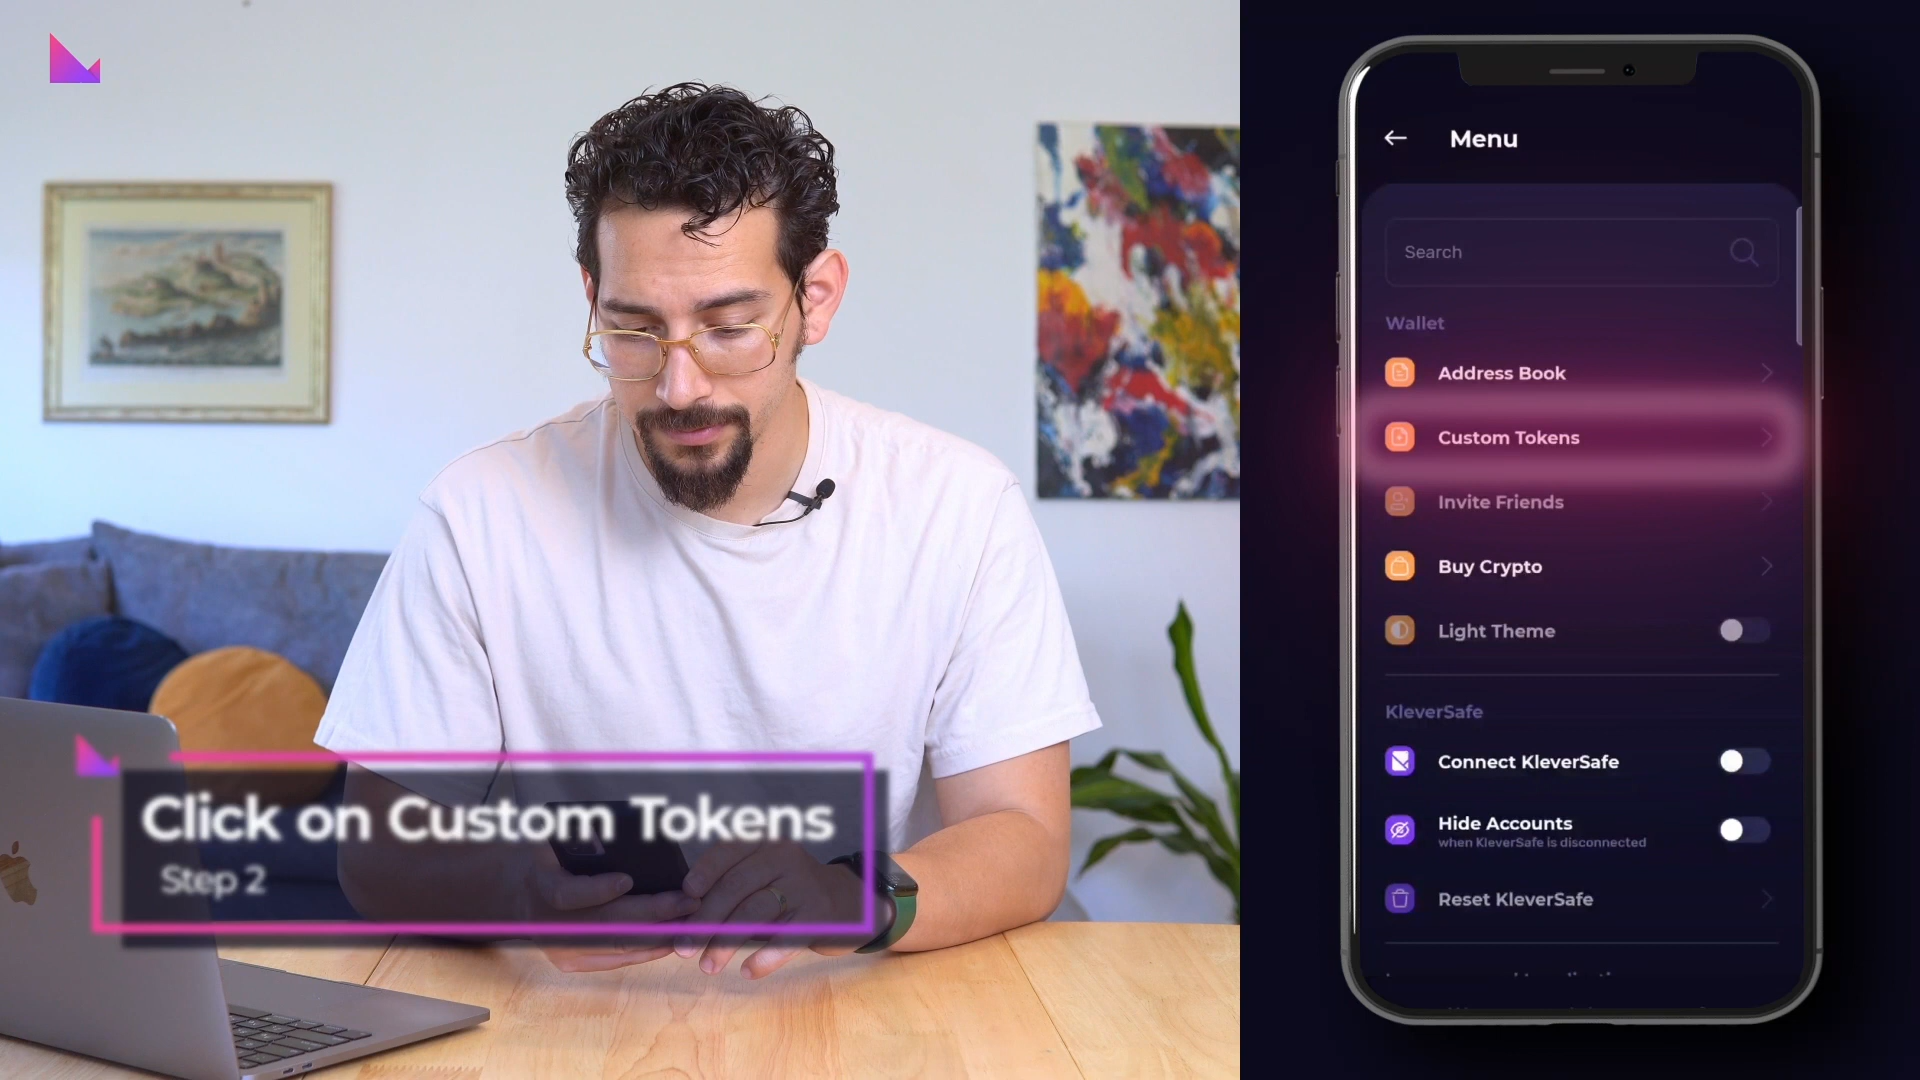 Click on Custom Tokens
Step 2
Menu
Search
Wallet
Address Book
Custom Tokens
Invite Friends
Buy Crypto
Light Theme
KleverSafe
Connect KleverSafe
Hide Accounts
when KleverSafe is disconnected
Reset KleverSafe